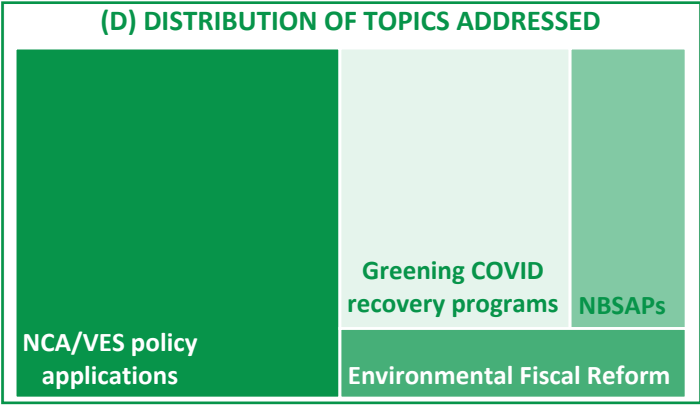 (D) DISTRIBUTION OF TOPICS ADDRESSED
NCA/VES policy
applications
Greening COVID
recovery programs
NBSAPs
Environmental Fiscal Reform